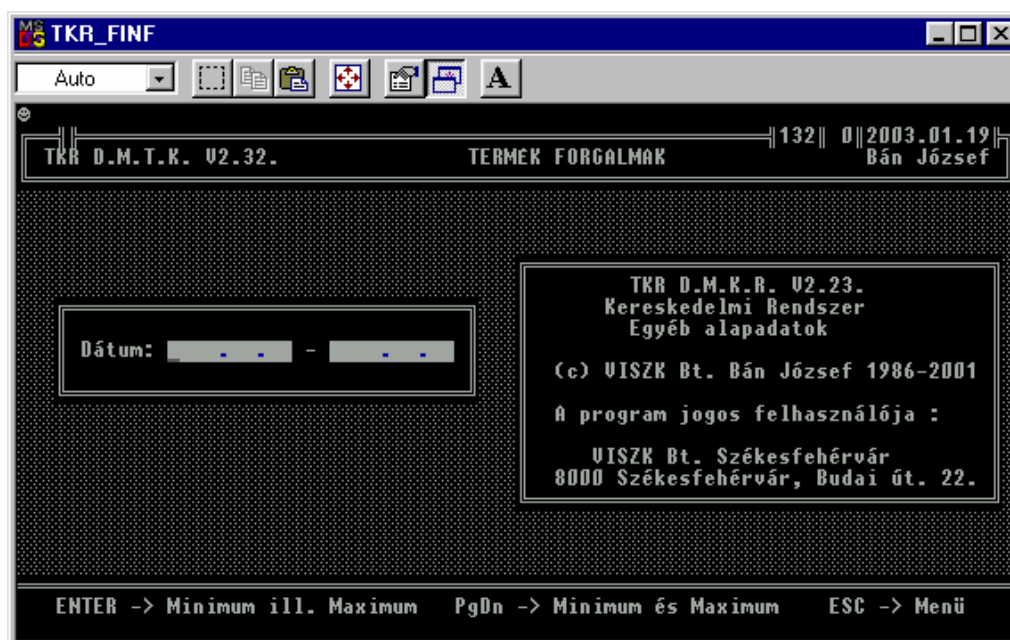 TKR_FINF
Auto
A
132 0 2003.01.19
TKR D.M.T.K. V2.32. TERMEK FORGALMAK Bán József
TKR D.M.K.R. V2.23.
Kereskedelmi Rendszer
Egyéb alapadatok
Dátum: _ . . - . .
(c) VISZK Bt. Bán József 1986-2001
A program jogos felhasználója :
VISZK Bt. Székesfehérvár
8000 Székesfehérvár, Budai út. 22.
ENTER -> Minimum ill. Maximum PgDn -> Minimum és Maximum ESC -> Menü